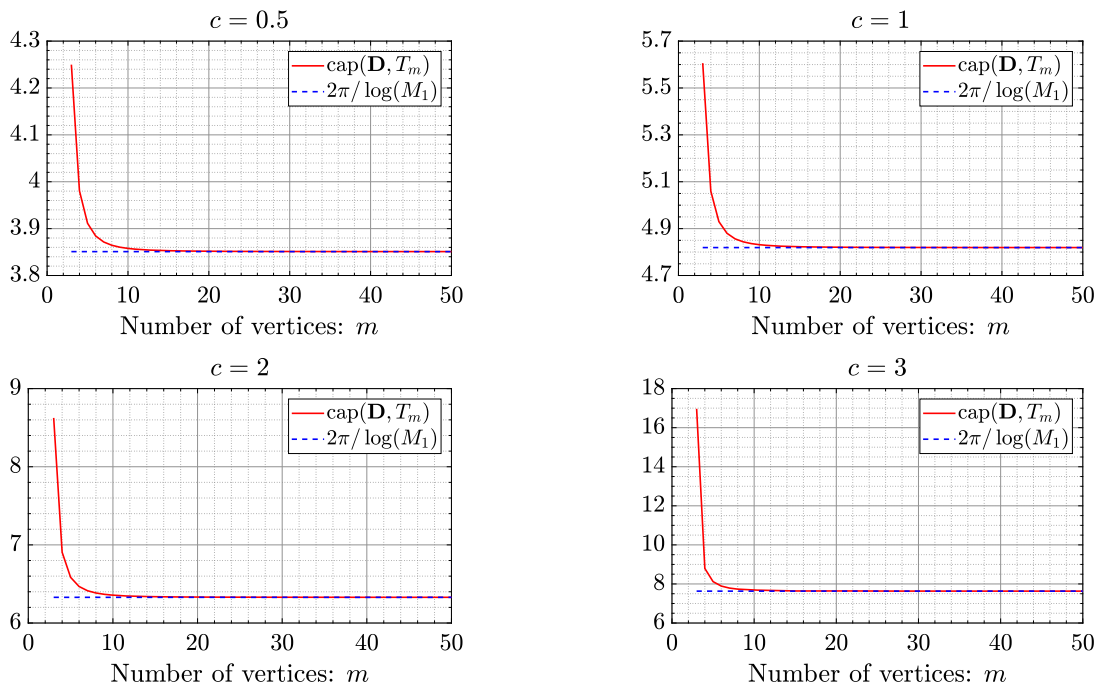 c = 0.5
4.3
4.2
4.1
4
3.9
3.8
cap(D, T_m)
2π/ log(M_1)
0 10 20 30 40 50
Number of vertices: m
c = 1
5.7
5.5
5.3
5.1
4.9
4.7
cap(D, T_m)
2π/ log(M_1)
0 10 20 30 40 50
Number of vertices: m
c = 2
9
8
7
6
cap(D, T_m)
2π/ log(M_1)
0 10 20 30 40 50
Number of vertices: m
c = 3
18
16
14
12
10
8
6
cap(D, T_m)
2π/ log(M_1)
0 10 20 30 40 50
Number of vertices: m